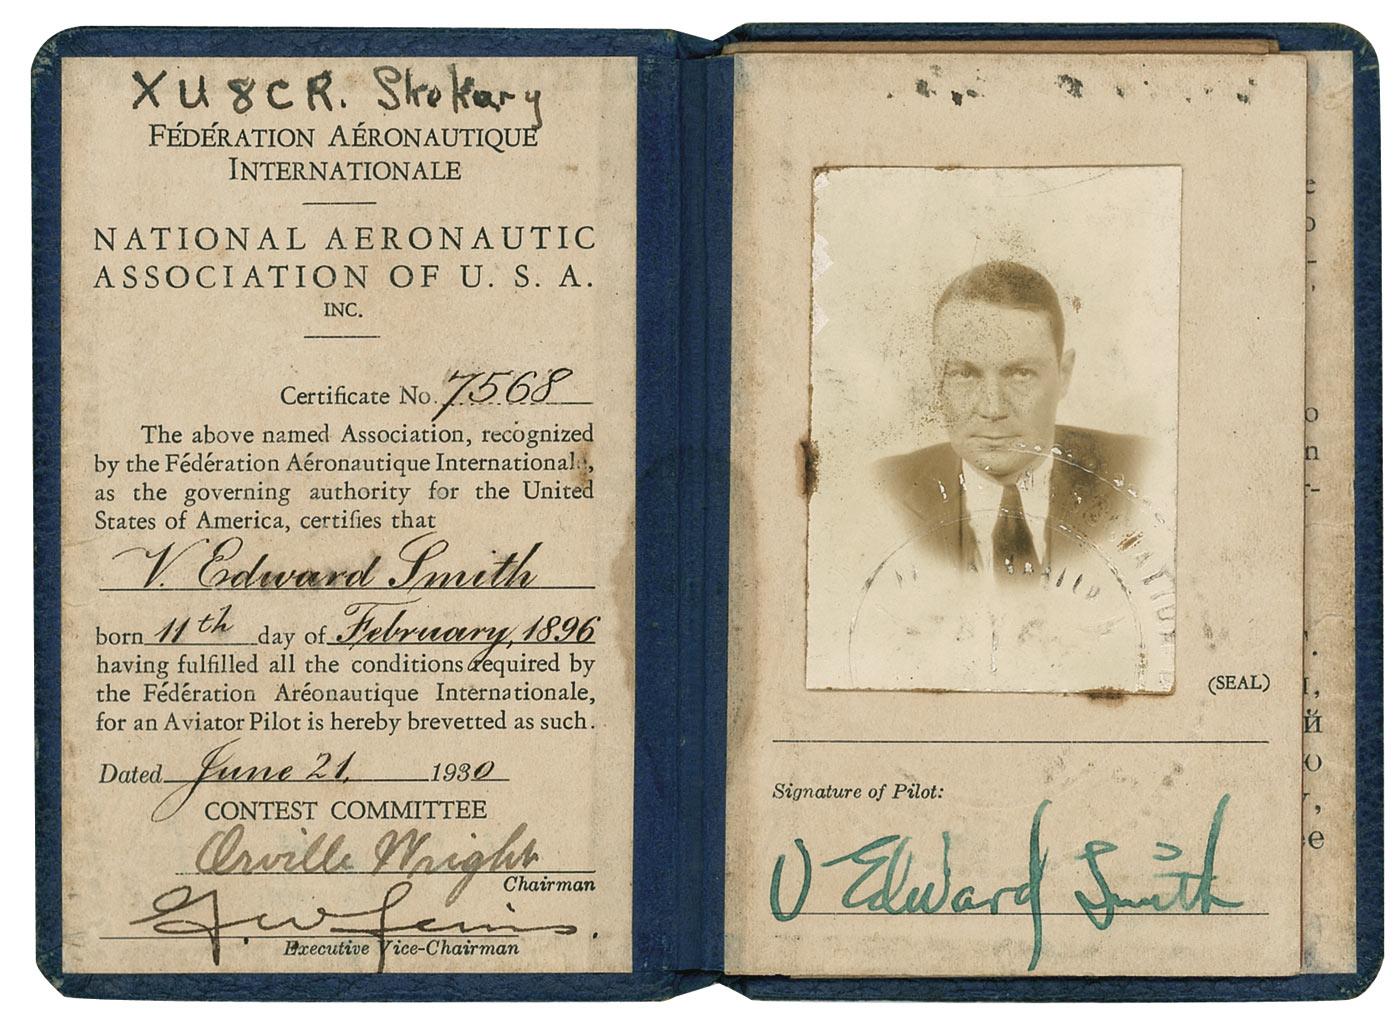 XU8CR.
FÉDÉRATION AÉRONAUTIQUE
INTERNATIONALE
NATIONAL AERONAUTIC
ASSOCIATION OF U. S. A.
INC.
Certificate No. 7568
The above named Association, recognized
by the Fédération Aéronautique Internationale,
as the governing authority for the United
States of America, certifies that
V. Edward Smith
born 11th day of February, 1896
having fulfilled all the conditions required by
the Fédération Aréonautique Internationale,
for an Aviator Pilot is hereby brevetted as such.
Dated June 21, 1930
CONTEST COMMITTEE
Orville Wright
Chairman
Executive Vice-Chairman
(SEAL)
Signature of Pilot:
V Edward Smith